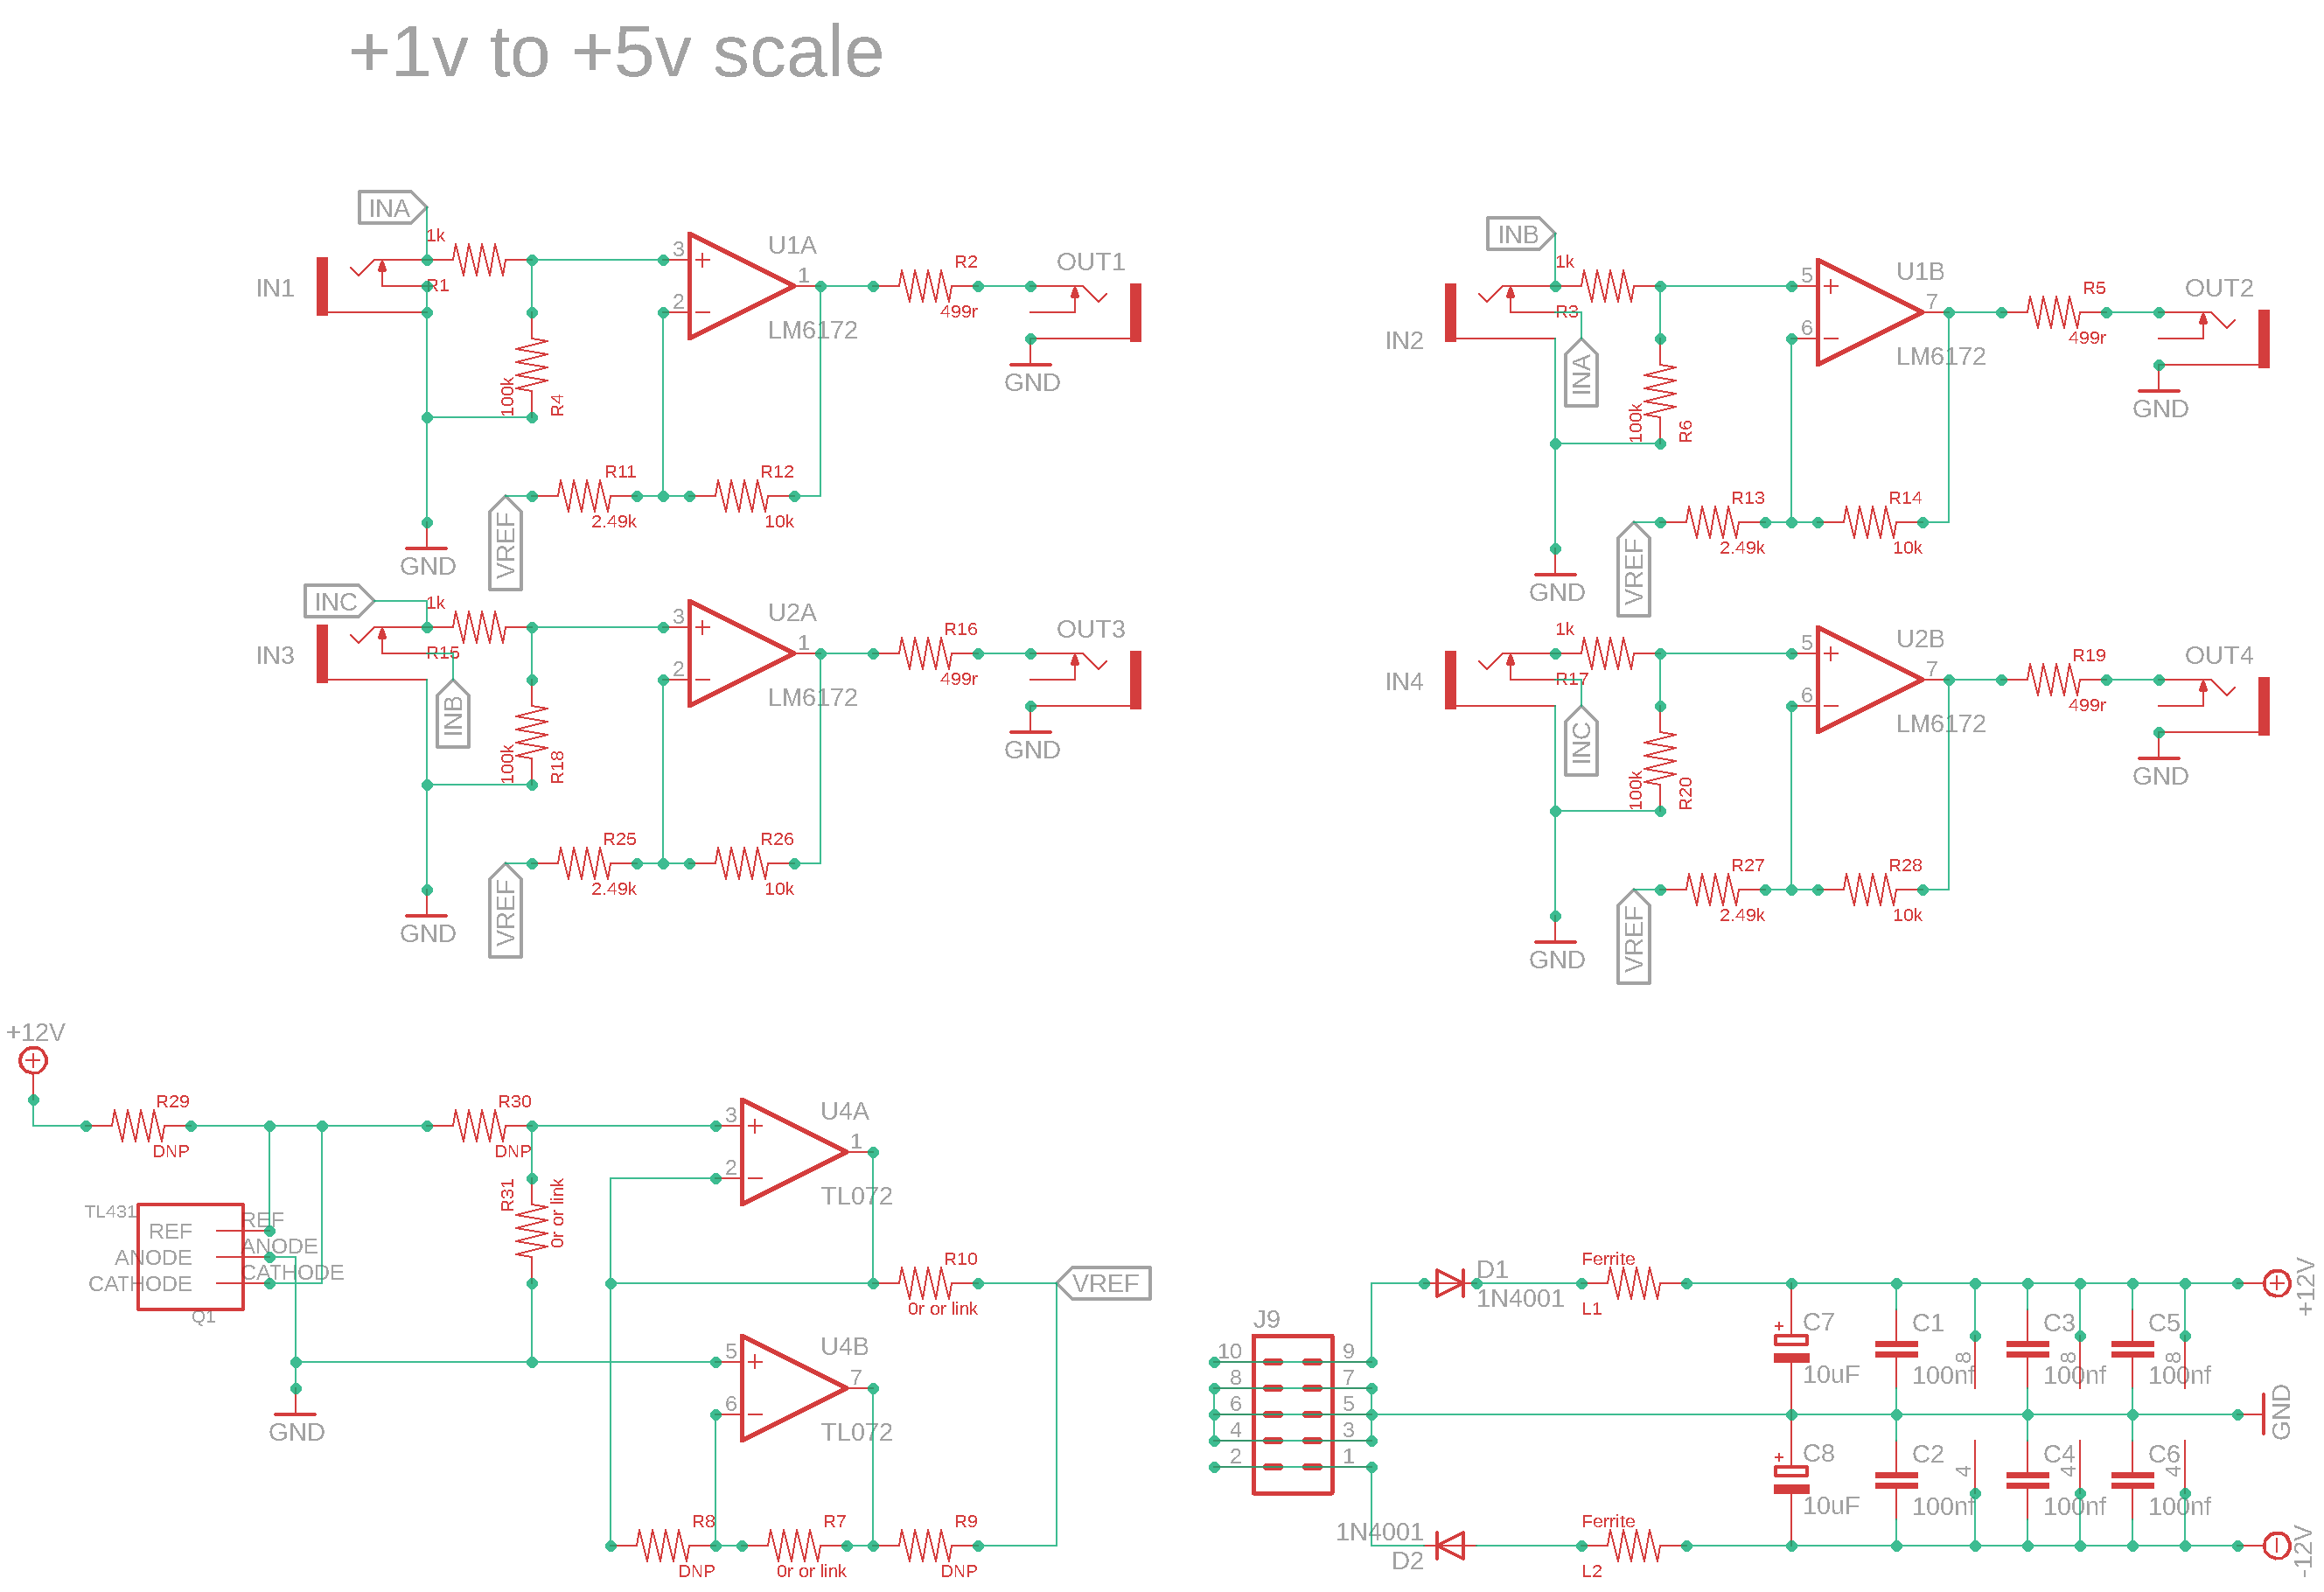 +1v to +5v scale
INA
1k
R1
IN1
3
2
1
U1A
LM6172
R2
499r
OUT1
GND
100k
R4
R11
2.49k
R12
10k
VREF
GND
INB
1k
R3
IN2
INA
5
6
7
U1B
LM6172
R5
499r
OUT2
GND
100k
R6
R13
2.49k
R14
10k
VREF
GND
INC
1k
R15
IN3
INB
3
2
1
U2A
LM6172
R16
499r
OUT3
GND
100k
R18
R25
2.49k
R26
10k
VREF
GND
1k
R17
IN4
INC
5
6
7
U2B
LM6172
R19
499r
OUT4
GND
100k
R20
R27
2.49k
R28
10k
VREF
GND
+12V
R29
DNP
R30
DNP
R31
0r or link
TL431
REF
ANODE
CATHODE
REF
ANODE
CATHODE
Q1
GND
3
2
1
U4A
TL072
R10
0r or link
VREF
5
6
7
U4B
TL072
R8
DNP
R7
0r or link
R9
DNP
J9
10
8
6
4
2
9
7
5
3
1
D1
1N4001
Ferrite
L1
1N4001
D2
Ferrite
L2
+
C7
10uF
C1
100nf
8
C3
100nf
8
C5
100nf
8
+12V
GND
+
C8
10uF
C2
100nf
4
C4
100nf
4
C6
100nf
4
-12V